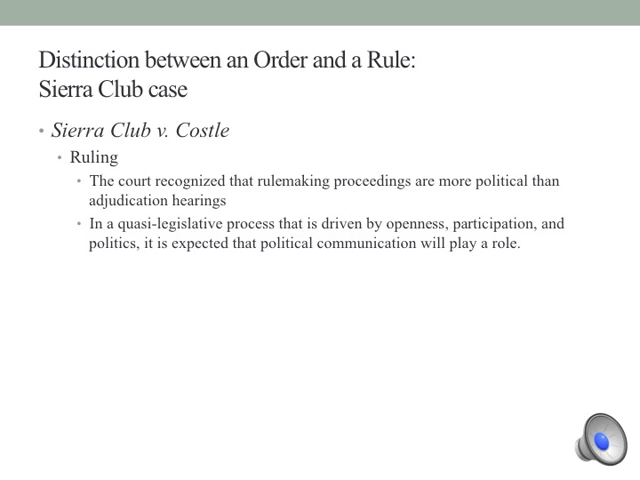 Distinction between an Order and a Rule:
Sierra Club case
• Sierra Club v. Costle
• Ruling
• The court recognized that rulemaking proceedings are more political than
adjudication hearings
• In a quasi-legislative process that is driven by openness, participation, and
politics, it is expected that political communication will play a role.